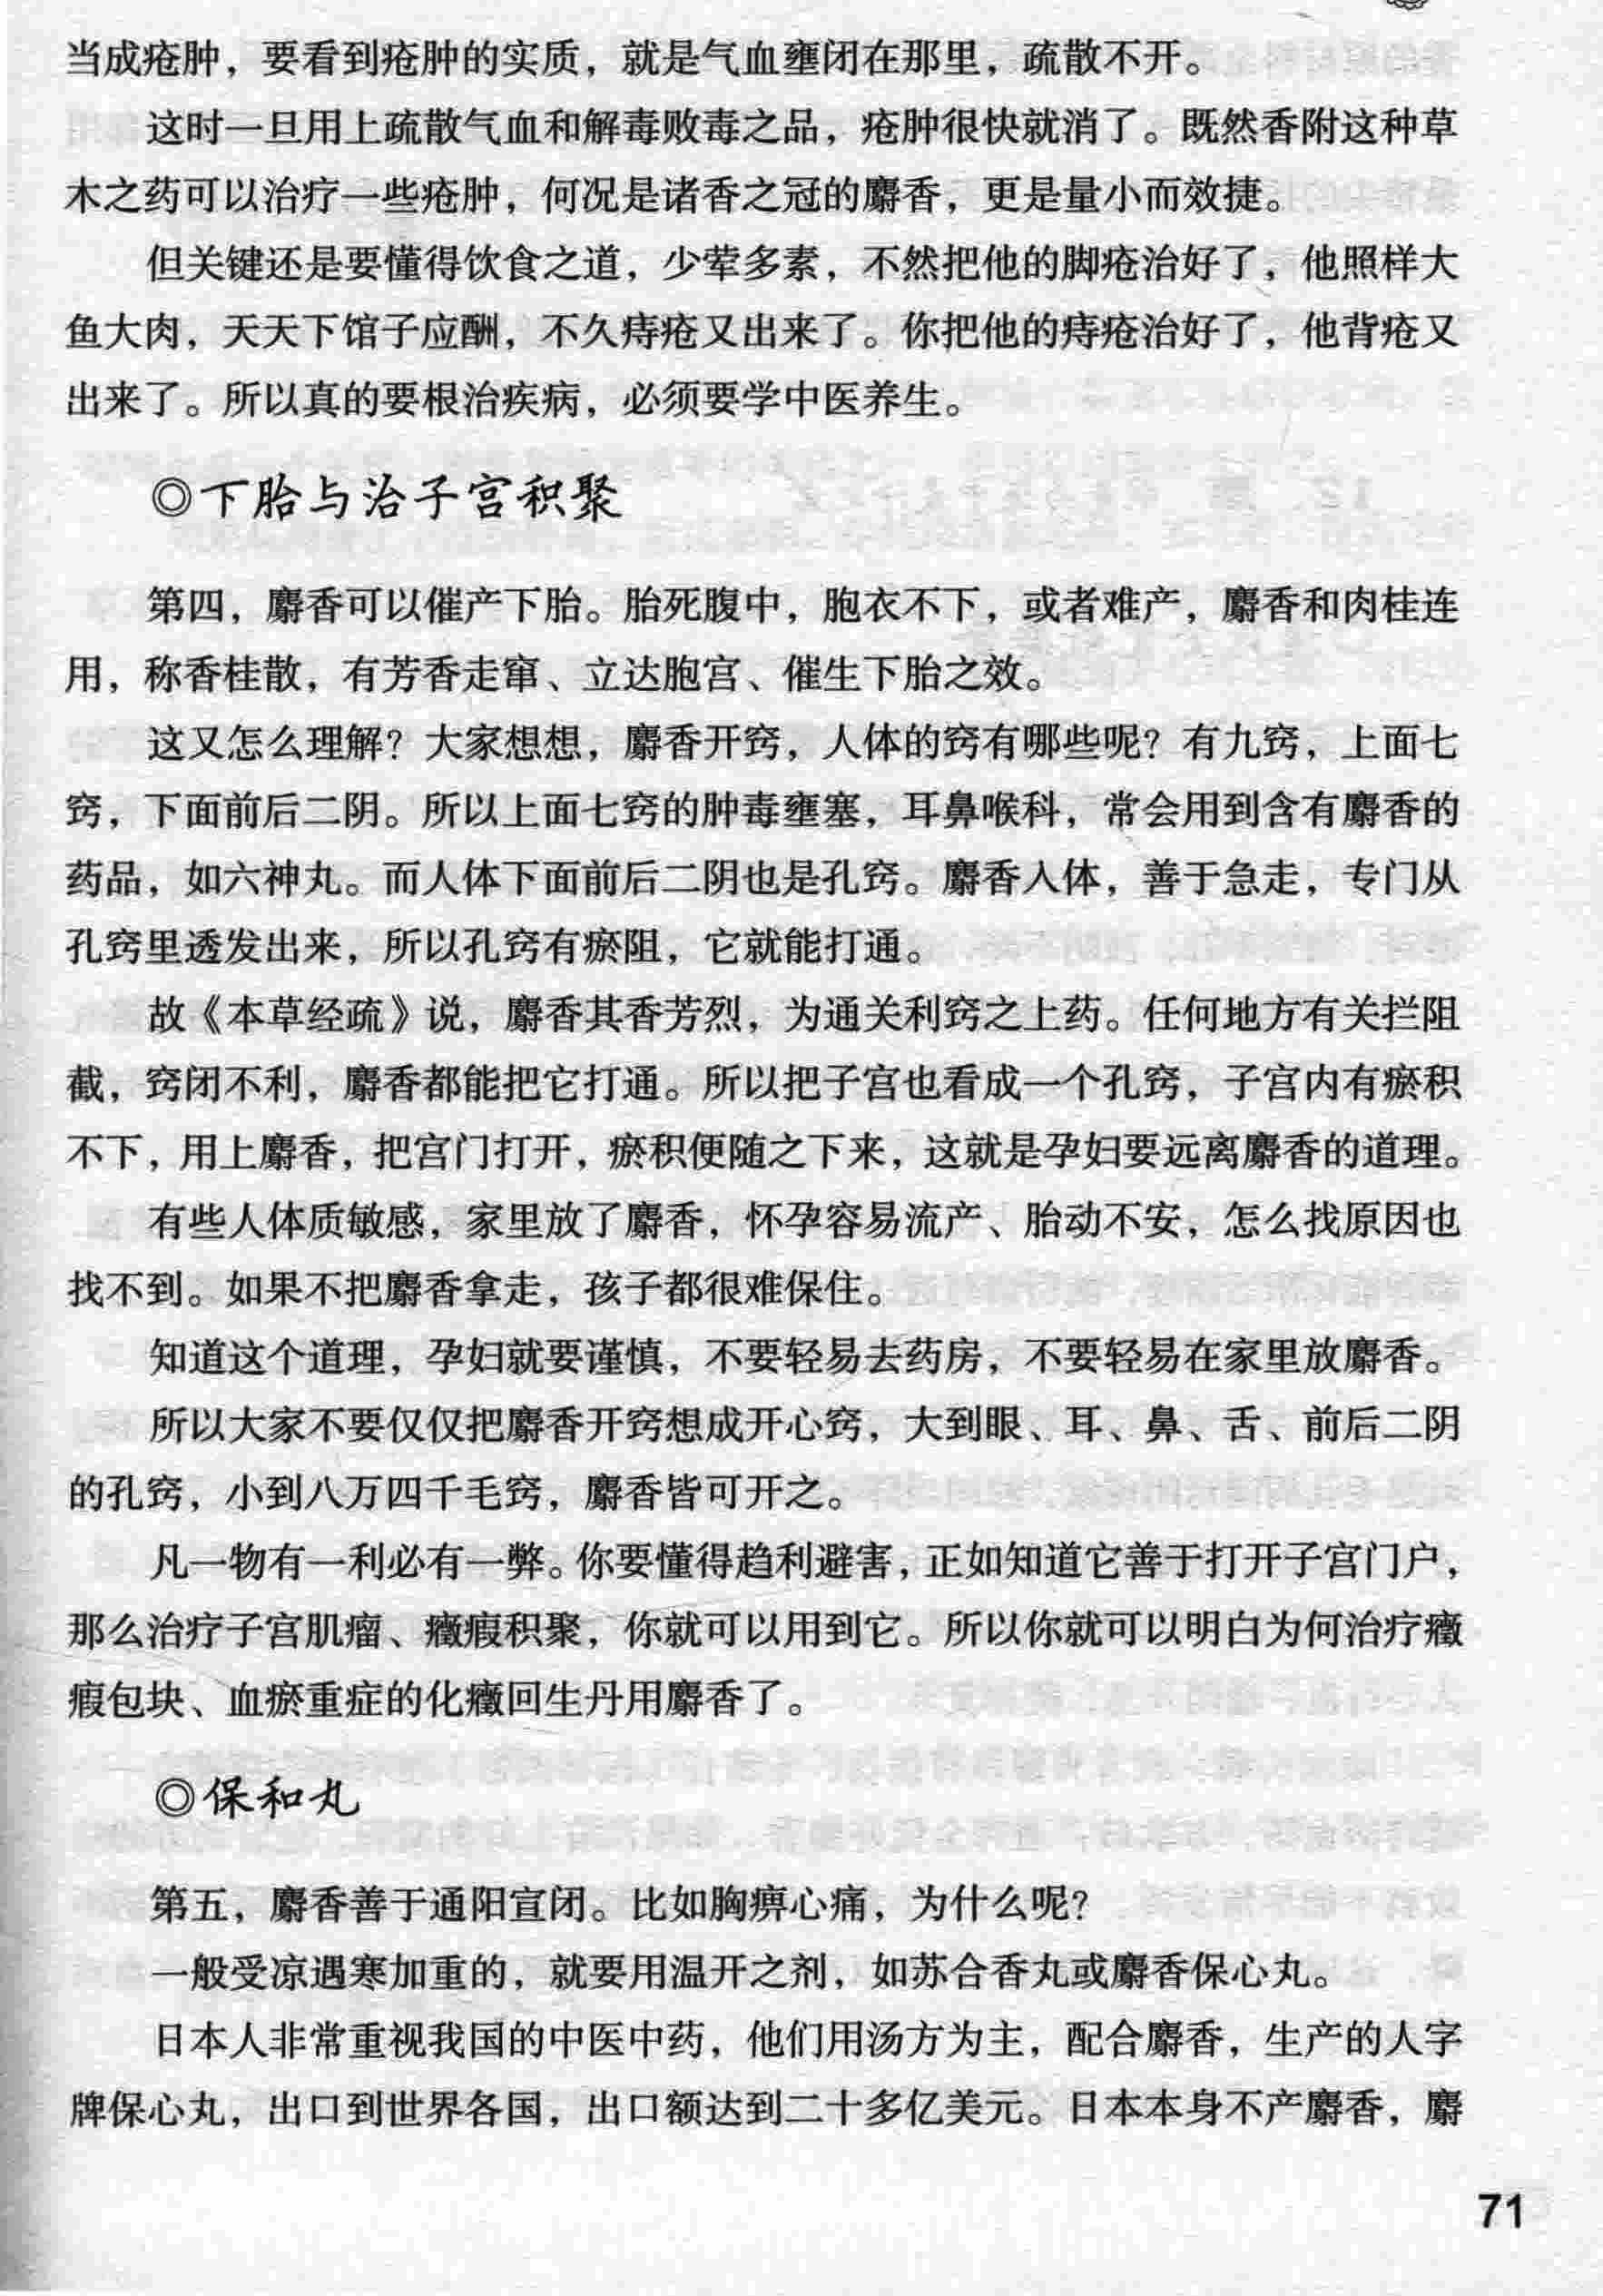 当成疮肿，要看到疮肿的实质，就是气血壅闭在那里，疏散不开。
这时一旦用上疏散气血和解毒败毒之品，疮肿很快就消了。既然香附这种草
木之药可以治疗一些疮肿，何况是诸香之冠的麝香，更是量小而效捷。
但关键还是要懂得饮食之道，少荤多素，不然把他的脚疮治好了，他照样大
鱼大肉，天天下馆子应酬，不久痔疮又出来了。你把他的痔疮治好了，他背疮又
出来了。所以真的要根治疾病，必须要学中医养生。
◎下胎与治子宫积聚
第四，麝香可以催产下胎。胎死腹中，胞衣不下，或者难产，麝香和肉桂连
用，称香桂散，有芳香走窜、立达胞宫、催生下胎之效。
这又怎么理解？大家想想，麝香开窍，人体的窍有哪些呢？有九窍，上面七
窍，下面前后二阴。所以上面七窍的肿毒壅塞，耳鼻喉科，常会用到含有麝香的
药品，如六神丸。而人体下面前后二阴也是孔窍。麝香入体，善于急走，专门从
孔窍里透发出来，所以孔窍有瘀阻，它就能打通。
故《本草经疏》说，麝香其香芳烈，为通关利窍之上药。任何地方有关拦阻
截，窍闭不利，麝香都能把它打通。所以把子宫也看成一个孔窍，子宫内有瘀积
不下，用上麝香，把宫门打开，瘀积便随之下来，这就是孕妇要远离麝香的道理。
有些人体质敏感，家里放了麝香，怀孕容易流产、胎动不安，怎么找原因也
找不到。如果不把麝香拿走，孩子都很难保住。
知道这个道理，孕妇就要谨慎，不要轻易去药房，不要轻易在家里放麝香。
所以大家不要仅仅把麝香开窍想成开心窍，大到眼、耳、鼻、舌、前后二阴
的孔窍，小到八万四千毛窍，麝香皆可开之。
凡一物有一利必有一弊。你要懂得趋利避害，正如知道它善于打开子宫门户，
那么治疗子宫肌瘤、癥瘕积聚，你就可以用到它。所以你就可以明白为何治疗癥
瘕包块、血瘀重症的化癥回生丹用麝香了。
◎保和丸
第五，麝香善于通阳宣闭。比如胸痹心痛，为什么呢？
一般受凉遇寒加重的，就要用温开之剂，如苏合香丸或麝香保心丸。
日本人非常重视我国的中医中药，他们用汤方为主，配合麝香，生产的人字
牌保心丸，出口到世界各国，出口额达到二十多亿美元。日本本身不产麝香，麝
71